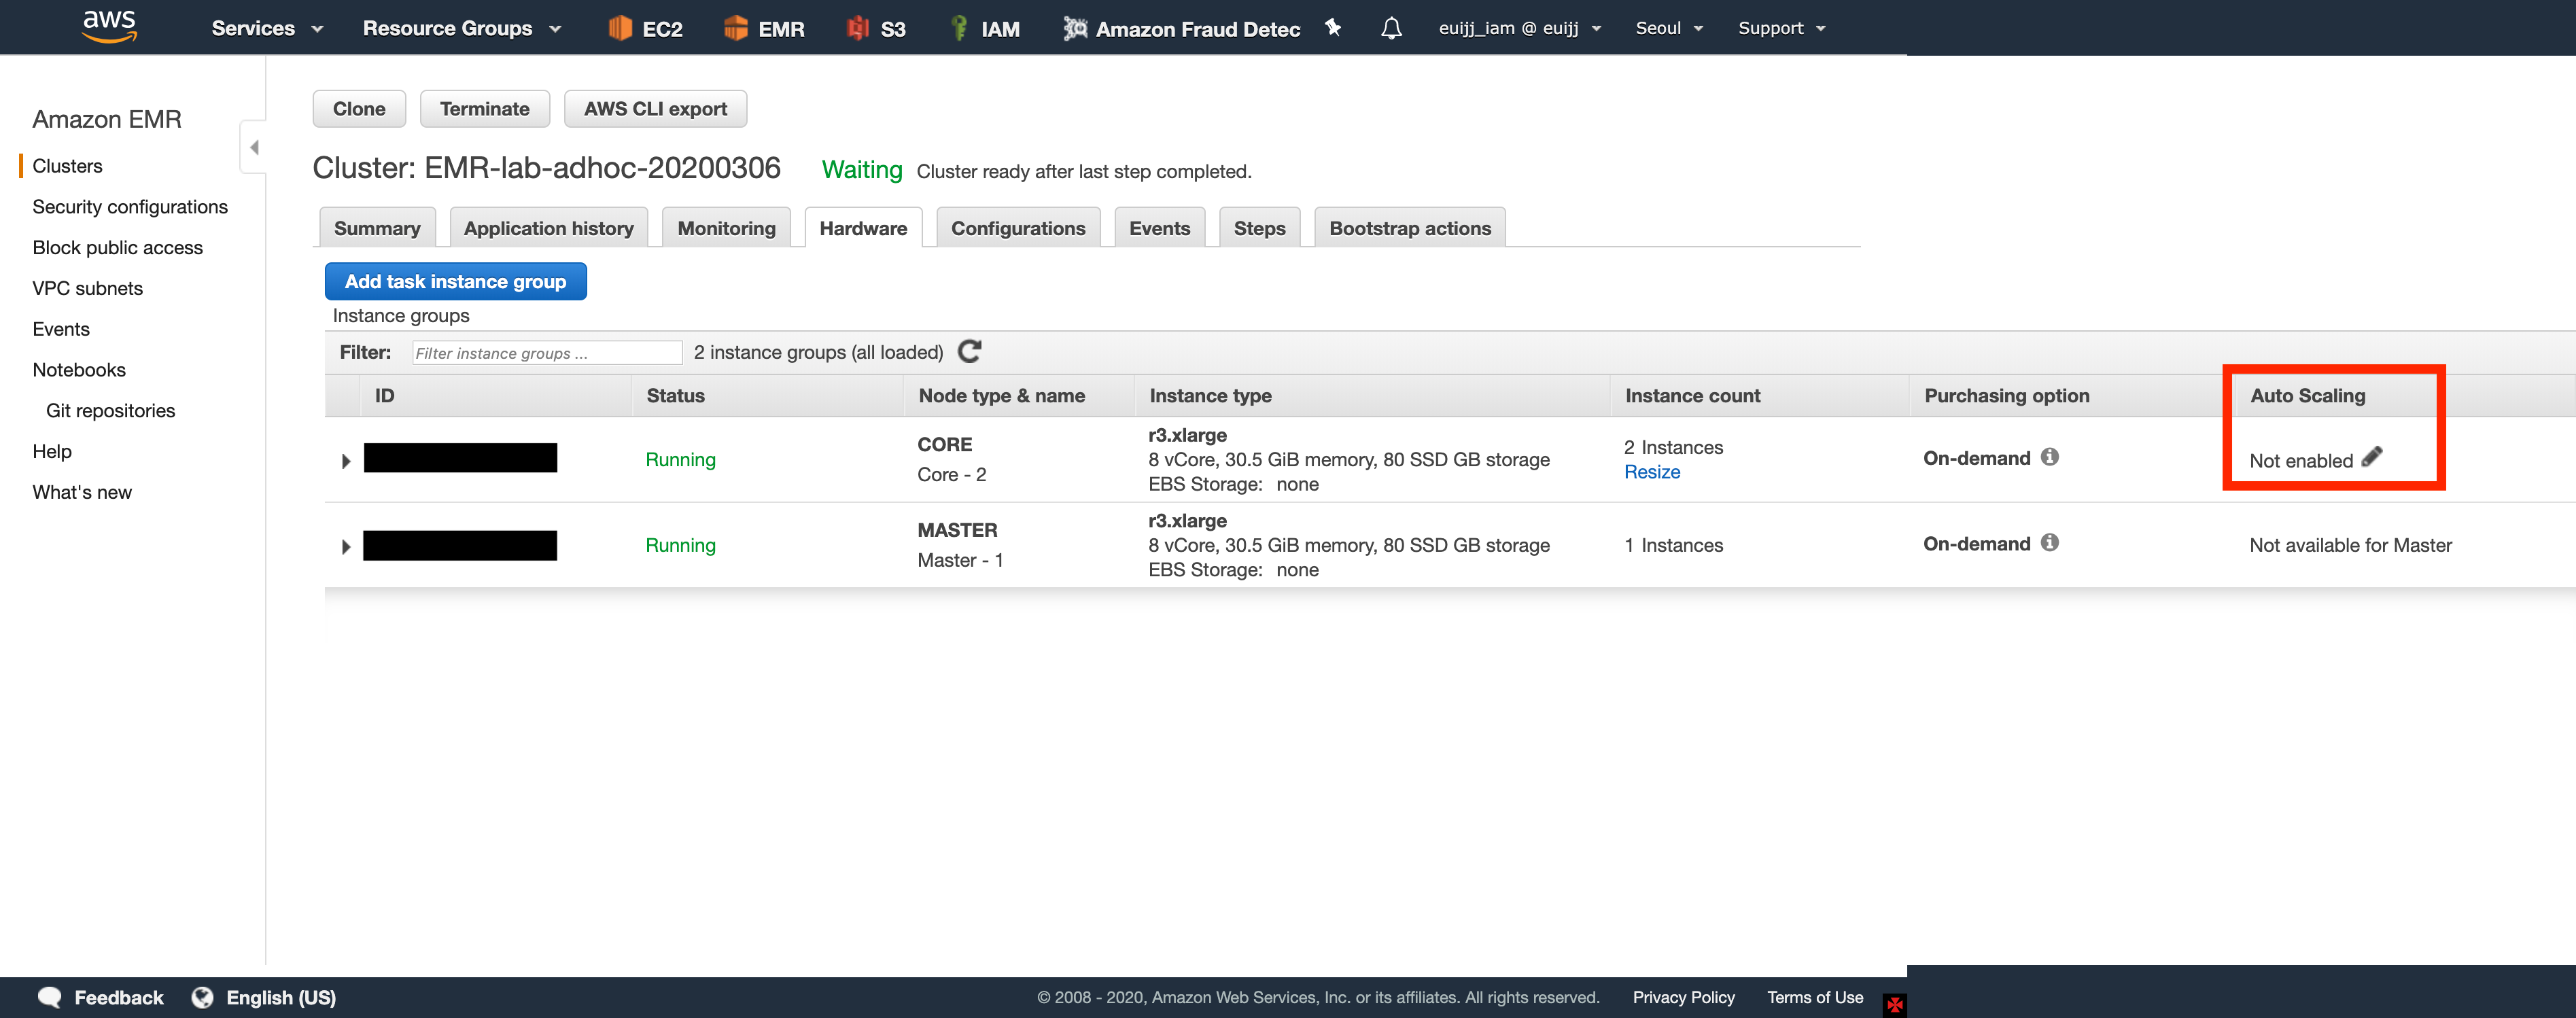 aws Services Resource Groups EC2 EMR S3 IAM Amazon Fraud Detec euijj_iam @ euijj Seoul Support
Amazon EMR
Clusters
Security configurations
Block public access
VPC subnets
Events
Notebooks
Git repositories
Help
What's new
Clone Terminate AWS CLI export
Cluster: EMR-lab-adhoc-20200306 Waiting Cluster ready after last step completed.
Summary Application history Monitoring Hardware Configurations Events Steps Bootstrap actions
Add task instance group
Instance groups
Filter: Filter instance groups ... 2 instance groups (all loaded)
ID Status Node type & name Instance type Instance count Purchasing option Auto Scaling
Running
CORE
Core - 2
r3.xlarge
8 vCore, 30.5 GiB memory, 80 SSD GB storage
EBS Storage: none
2 Instances
Resize
On-demand
Not enabled
Running
MASTER
Master - 1
r3.xlarge
8 vCore, 30.5 GiB memory, 80 SSD GB storage
EBS Storage: none
1 Instances
On-demand
Not available for Master
Feedback English (US) © 2008 - 2020, Amazon Web Services, Inc. or its affiliates. All rights reserved. Privacy Policy Terms of Use